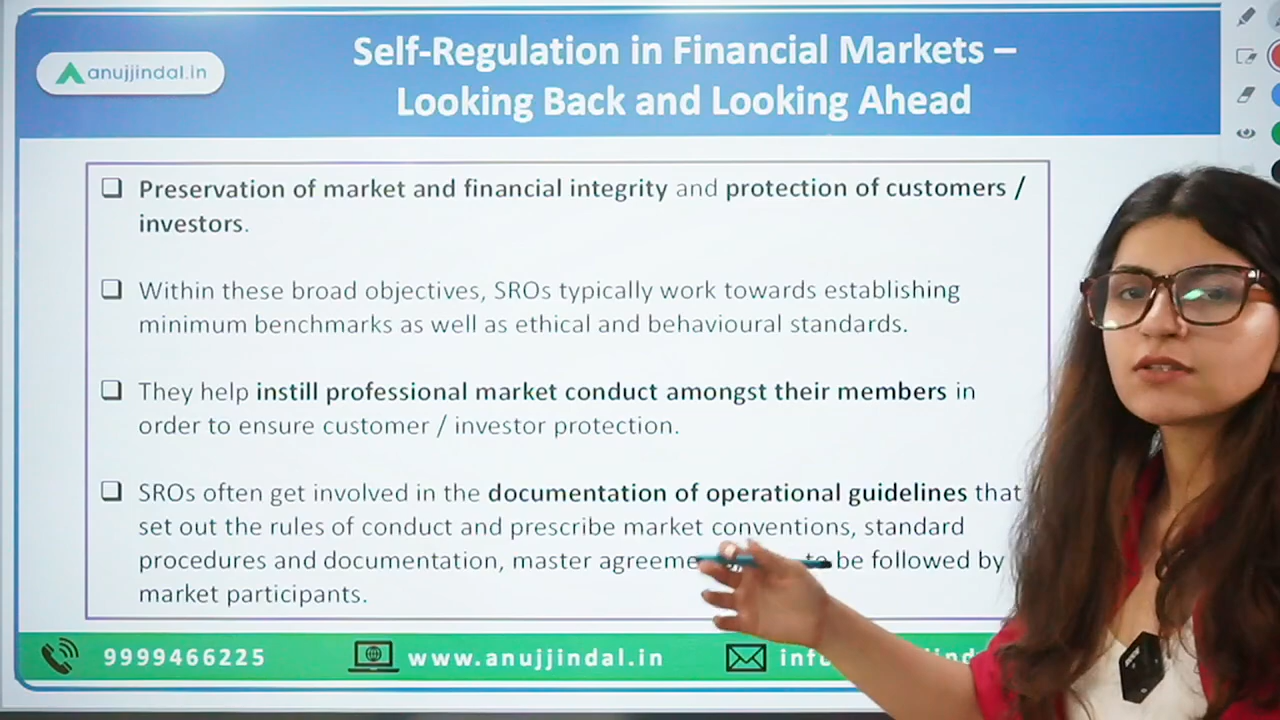 anujjindal.in
Self-Regulation in Financial Markets –
Looking Back and Looking Ahead
❑ Preservation of market and financial integrity and protection of customers /
investors.
❑ Within these broad objectives, SROs typically work towards establishing
minimum benchmarks as well as ethical and behavioural standards.
❑ They help instill professional market conduct amongst their members in
order to ensure customer / investor protection.
❑ SROs often get involved in the documentation of operational guidelines that
set out the rules of conduct and prescribe market conventions, standard
procedures and documentation, master to be followed by
market participants.
9999466225
www.anujjindal.in